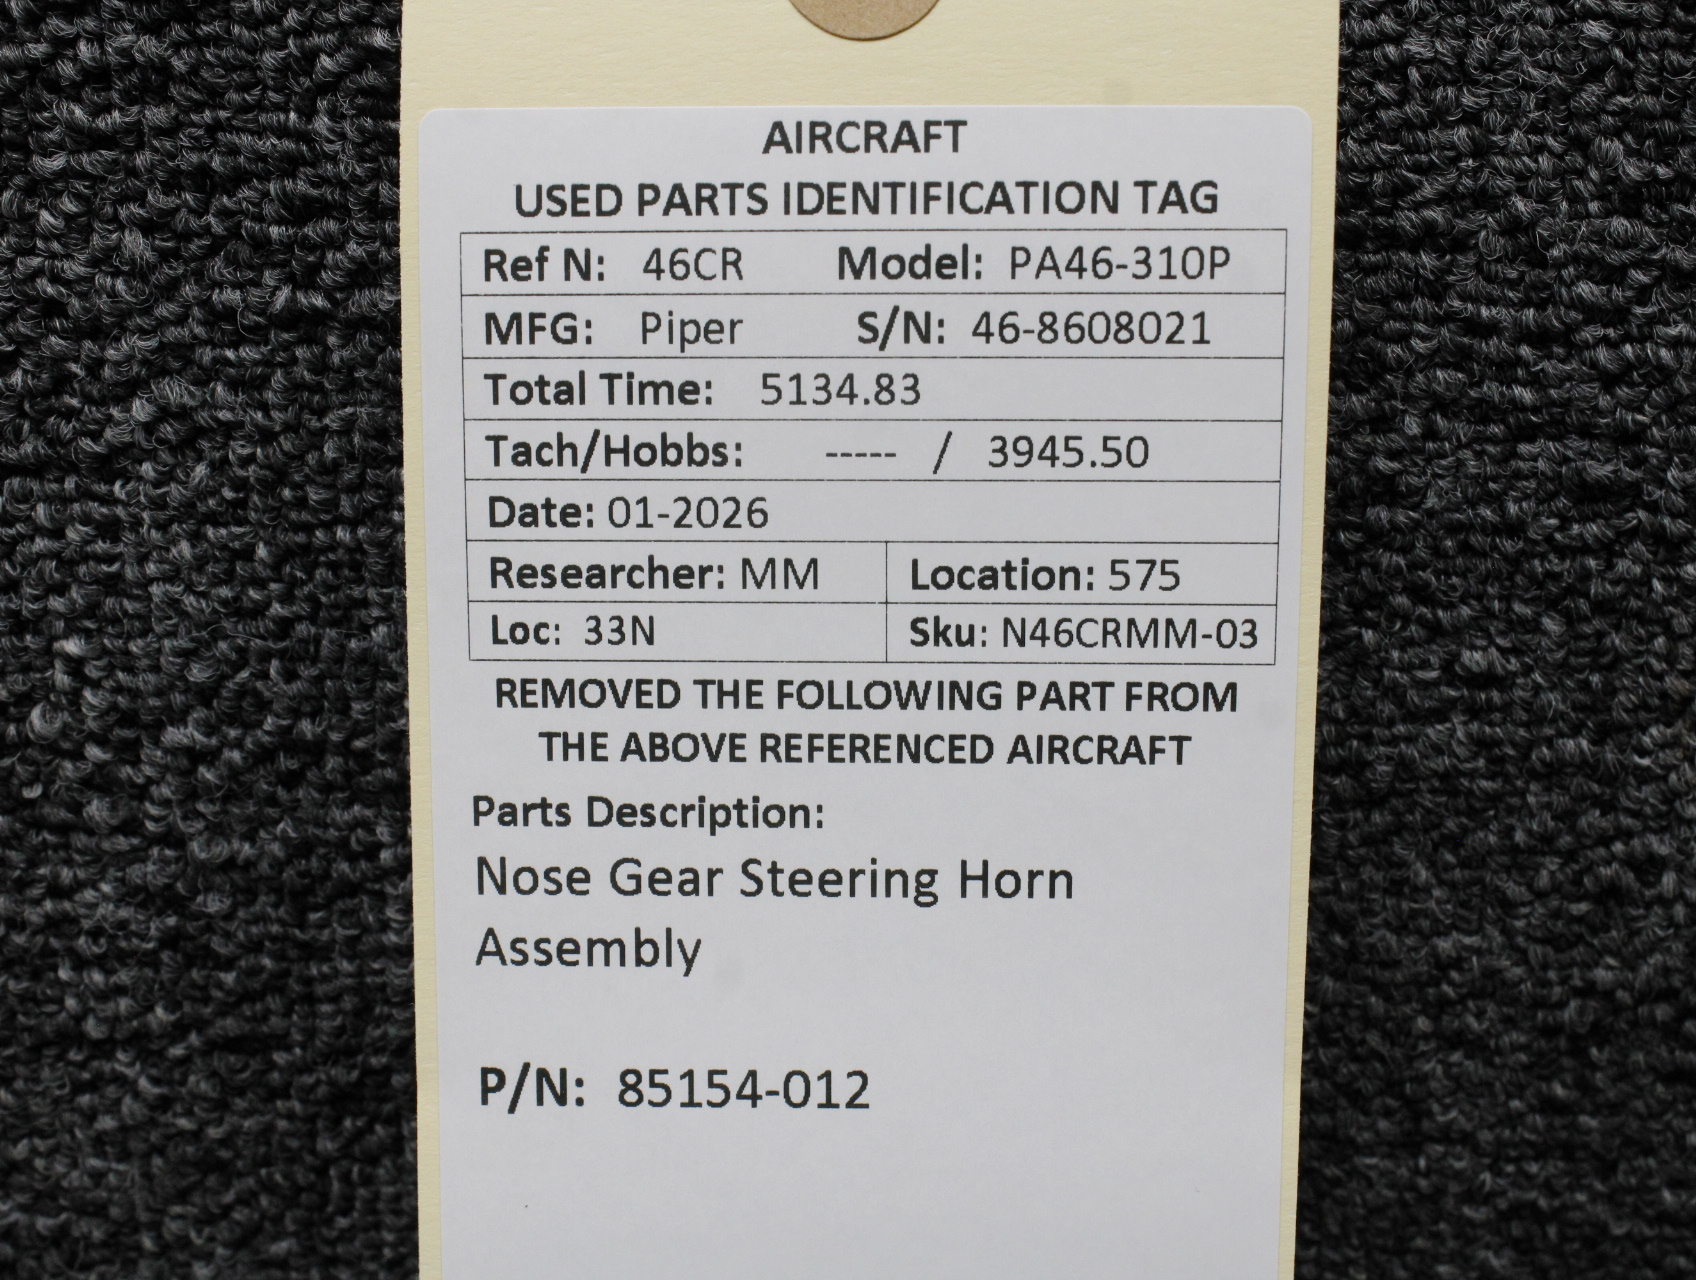 AIRCRAFT
USED PARTS IDENTIFICATION TAG
Ref N: 46CR Model: PA46-310P
MFG: Piper S/N: 46-8608021
Total Time: 5134.83
Tach/Hobbs: ----- / 3945.50
Date: 01-2026
Researcher: MM Location: 575
Loc: 33N Sku: N46CRMM-03
REMOVED THE FOLLOWING PART FROM
THE ABOVE REFERENCED AIRCRAFT
Parts Description:
Nose Gear Steering Horn
Assembly
P/N: 85154-012